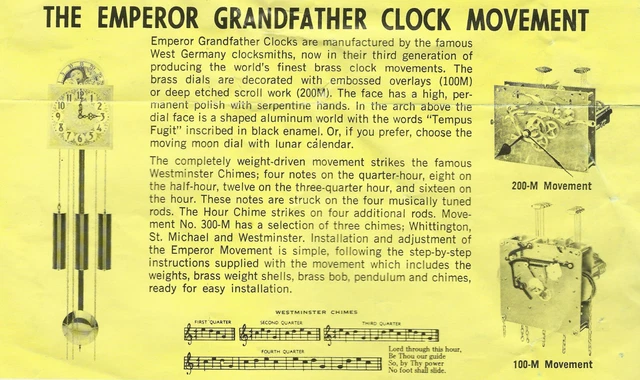 THE EMPEROR GRANDFATHER CLOCK MOVEMENT
Emperor Grandfather Clocks are manufactured by the famous
West Germany clocksmiths, now in their third generation of
producing the world's finest brass clock movements. The
brass dials are decorated with embossed overlays (100M)
or deep etched scroll work (200M). The face has a high, per-
manent polish with serpentine hands. In the arch above the
dial face is a shaped aluminum world with the words "Tempus
Fugit" inscribed in black enamel. Or, if you prefer, choose the
moving moon dial with lunar calendar.
The completely weight-driven movement strikes the famous
Westminster Chimes; four notes on the quarter-hour, eight on
the half-hour, twelve on the three-quarter hour, and sixteen on
the hour. These notes are struck on the four musically tuned
rods. The Hour Chime strikes on four additional rods. Move-
ment No. 300-M has a selection of three chimes; Whittington,
St. Michael and Westminster. Installation and adjustment of
the Emperor Movement is simple, following the step-by-step
instructions supplied with the movement which includes the
weights, brass weight shells, brass bob, pendulum and chimes,
ready for easy installation.
200-M Movement
100-M Movement
WESTMINSTER CHIMES
FIRST QUARTER SECOND QUARTER THIRD QUARTER
FOURTH QUARTER
Lord through this hour,
Be Thou our guide
So, by Thy power
No foot shall slide.